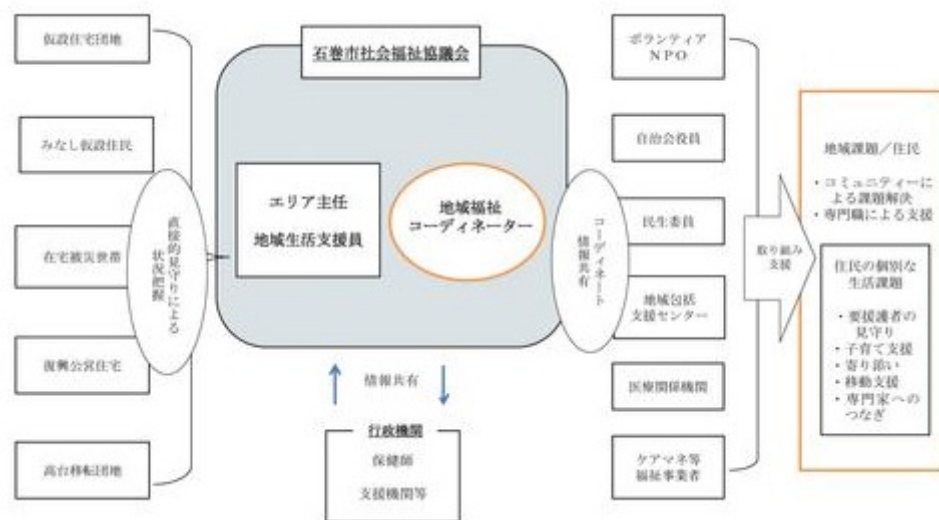 仮設住宅団地
みなし仮設住民
在宅被災世帯
復興公営住宅
高台移転団地
直接的見守りによる
状況把握
石巻市社会福祉協議会
エリア主任
地域生活支援員
地域福祉
コーディネーター
情報共有
行政機関
保健師
支援機関等
コーディネート
情報共有
ボランティア
NPO
自治会役員
民生委員
地域包括
支援センター
医療関係機関
ケアマネ等
福祉事業者
取り組み
支援
地域課題／住民
・コミュニティーに
よる課題解決
・専門職による支援
住民の個別な
生活課題
・要援護者の
見守り
・子育て支援
・寄り添い
・移動支援
・専門家への
つなぎ